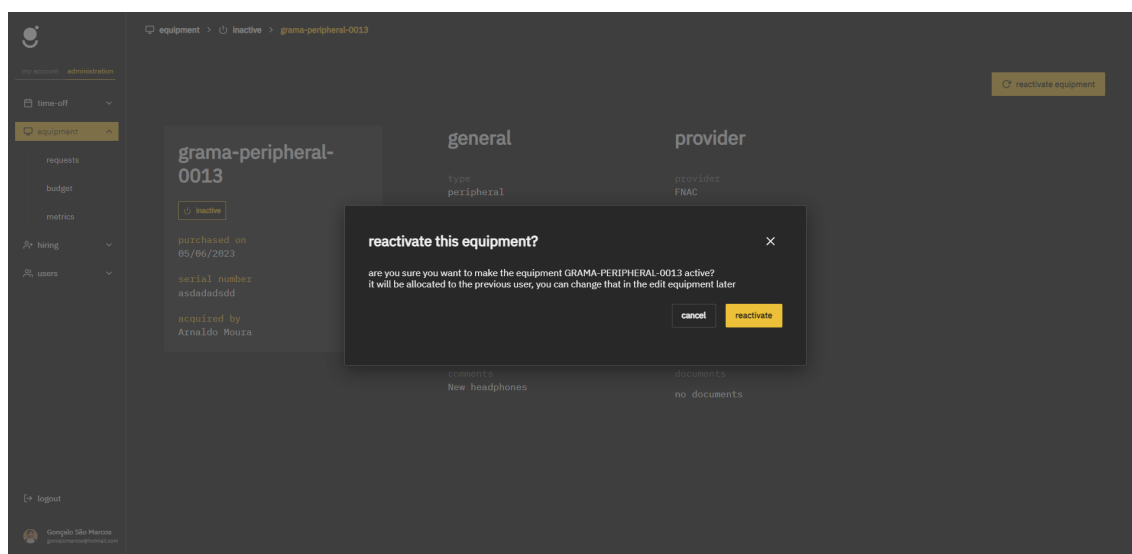 equipment > inactive > grama-peripheral-0013
my account administration
reactivate equipment
time-off
equipment
requests
budget
metrics
hiring
users
logout
Gonçalo São Marcos
grama-peripheral-
0013
inactive
purchased on
05/06/2023
serial number
asdadadsdd
acquired by
Arnaldo Moura
general
type
peripheral
comments
New headphones
provider
provider
FNAC
documents
no documents
reactivate this equipment?
are you sure you want to make the equipment GRAMA-PERIPHERAL-0013 active?
it will be allocated to the previous user, you can change that in the edit equipment later
cancel
reactivate